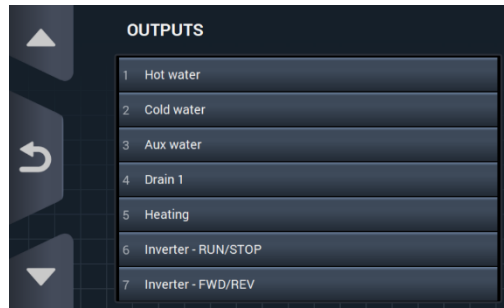 OUTPUTS
1 Hot water
2 Cold water
3 Aux water
4 Drain 1
5 Heating
6 Inverter - RUN/STOP
7 Inverter - FWD/REV